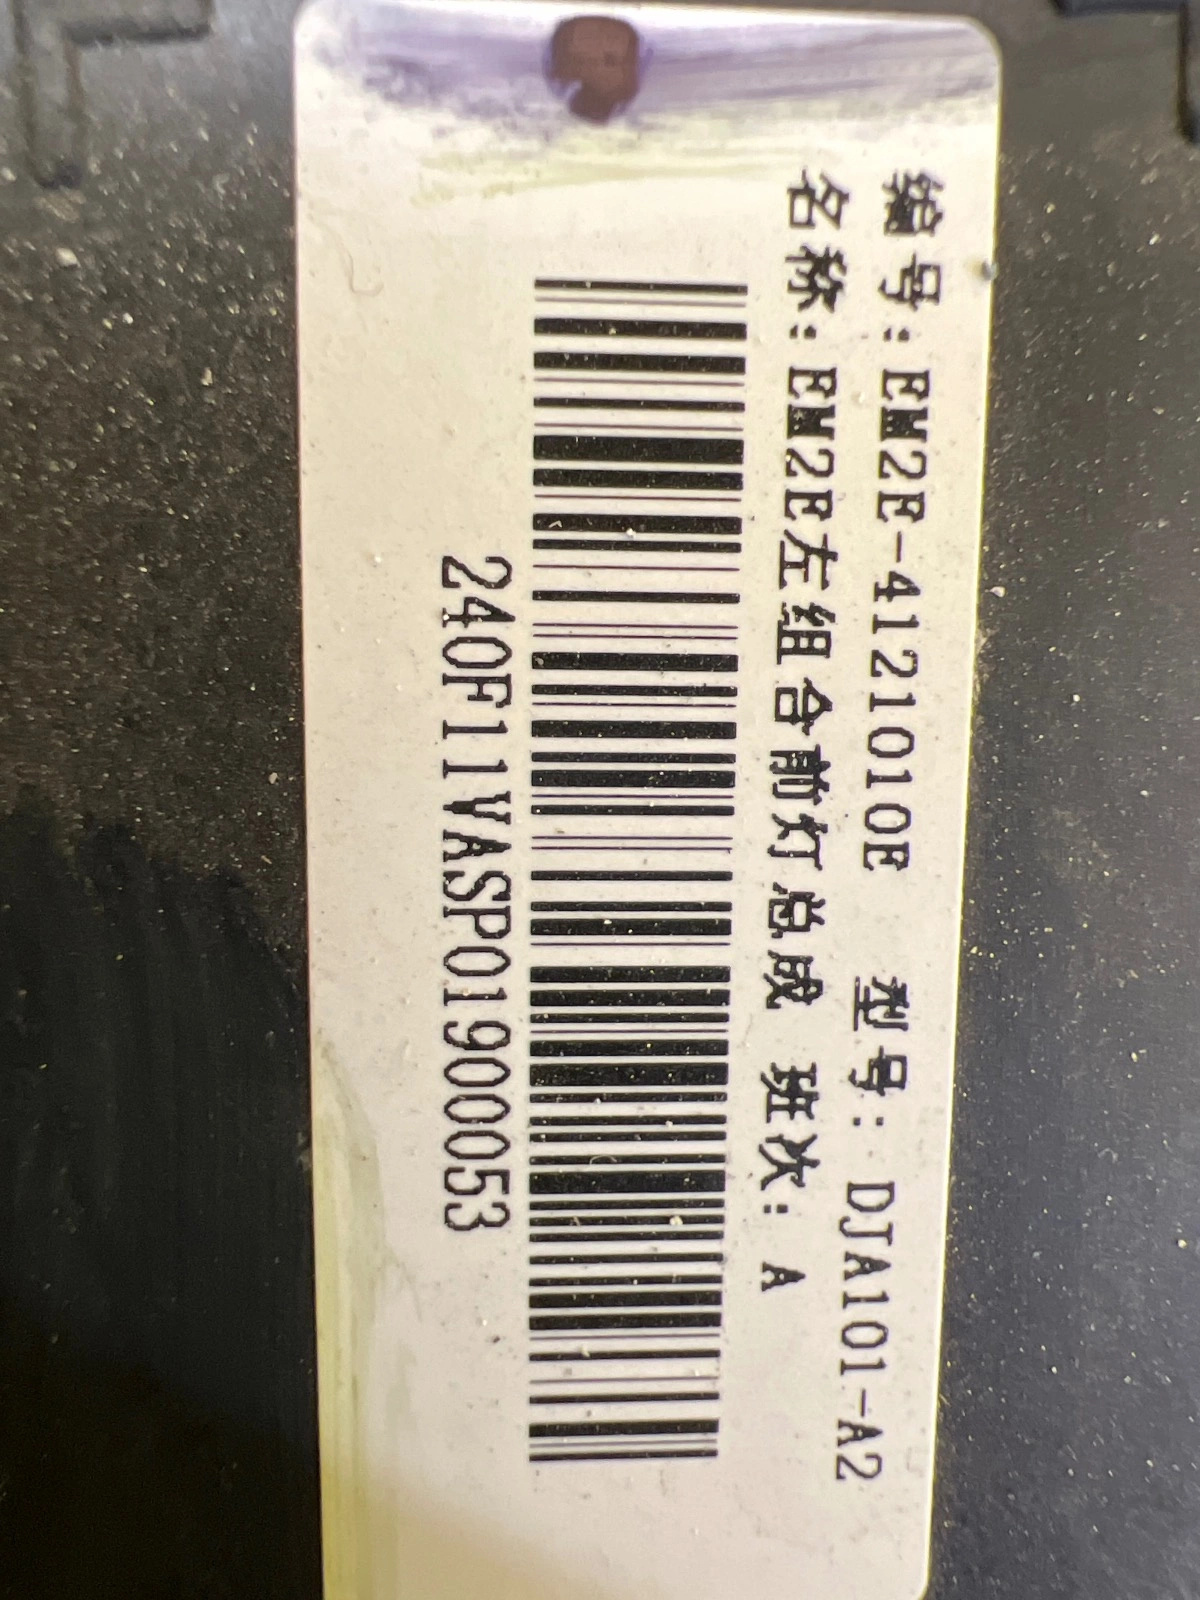 编号:EM2E-4121010E 型号: DJA101-A2
名称:EM2E左组合前灯总成 班次: A
240F11VASP01900053